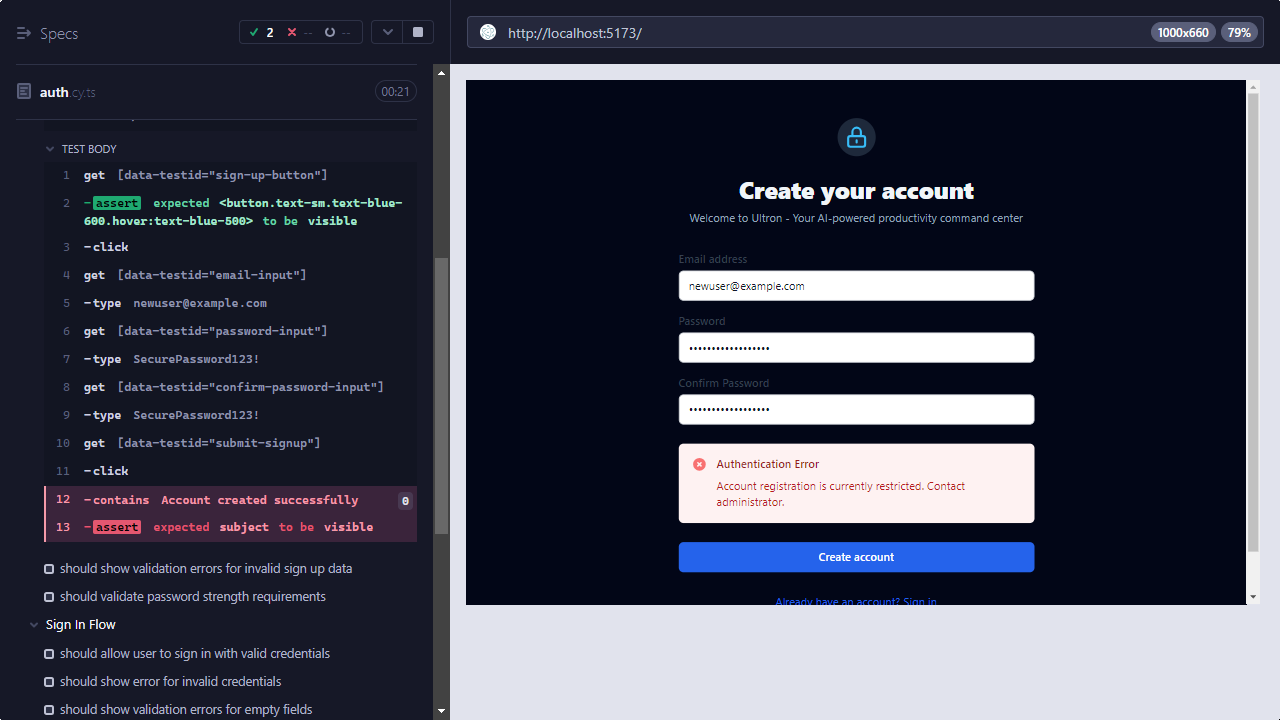 Specs
2 -- --
auth.cy.ts
00:21
TEST BODY
1 get [data-testid="sign-up-button"]
2 -assert expected <button.text-sm.text-blue-
600.hover:text-blue-500> to be visible
3 -click
4 get [data-testid="email-input"]
5 -type newuser@example.com
6 get [data-testid="password-input"]
7 -type SecurePassword123!
8 get [data-testid="confirm-password-input"]
9 -type SecurePassword123!
10 get [data-testid="submit-signup"]
11 -click
12 -contains Account created successfully 0
13 -assert expected subject to be visible
should show validation errors for invalid sign up data
should validate password strength requirements
Sign In Flow
should allow user to sign in with valid credentials
should show error for invalid credentials
should show validation errors for empty fields
http://localhost:5173/
1000x660 79%
Create your account
Welcome to Ultron - Your AI-powered productivity command center
Email address
newuser@example.com
Password
••••••••••••••••••
Confirm Password
••••••••••••••••••
Authentication Error
Account registration is currently restricted. Contact
administrator.
Create account
Already have an account? Sign in